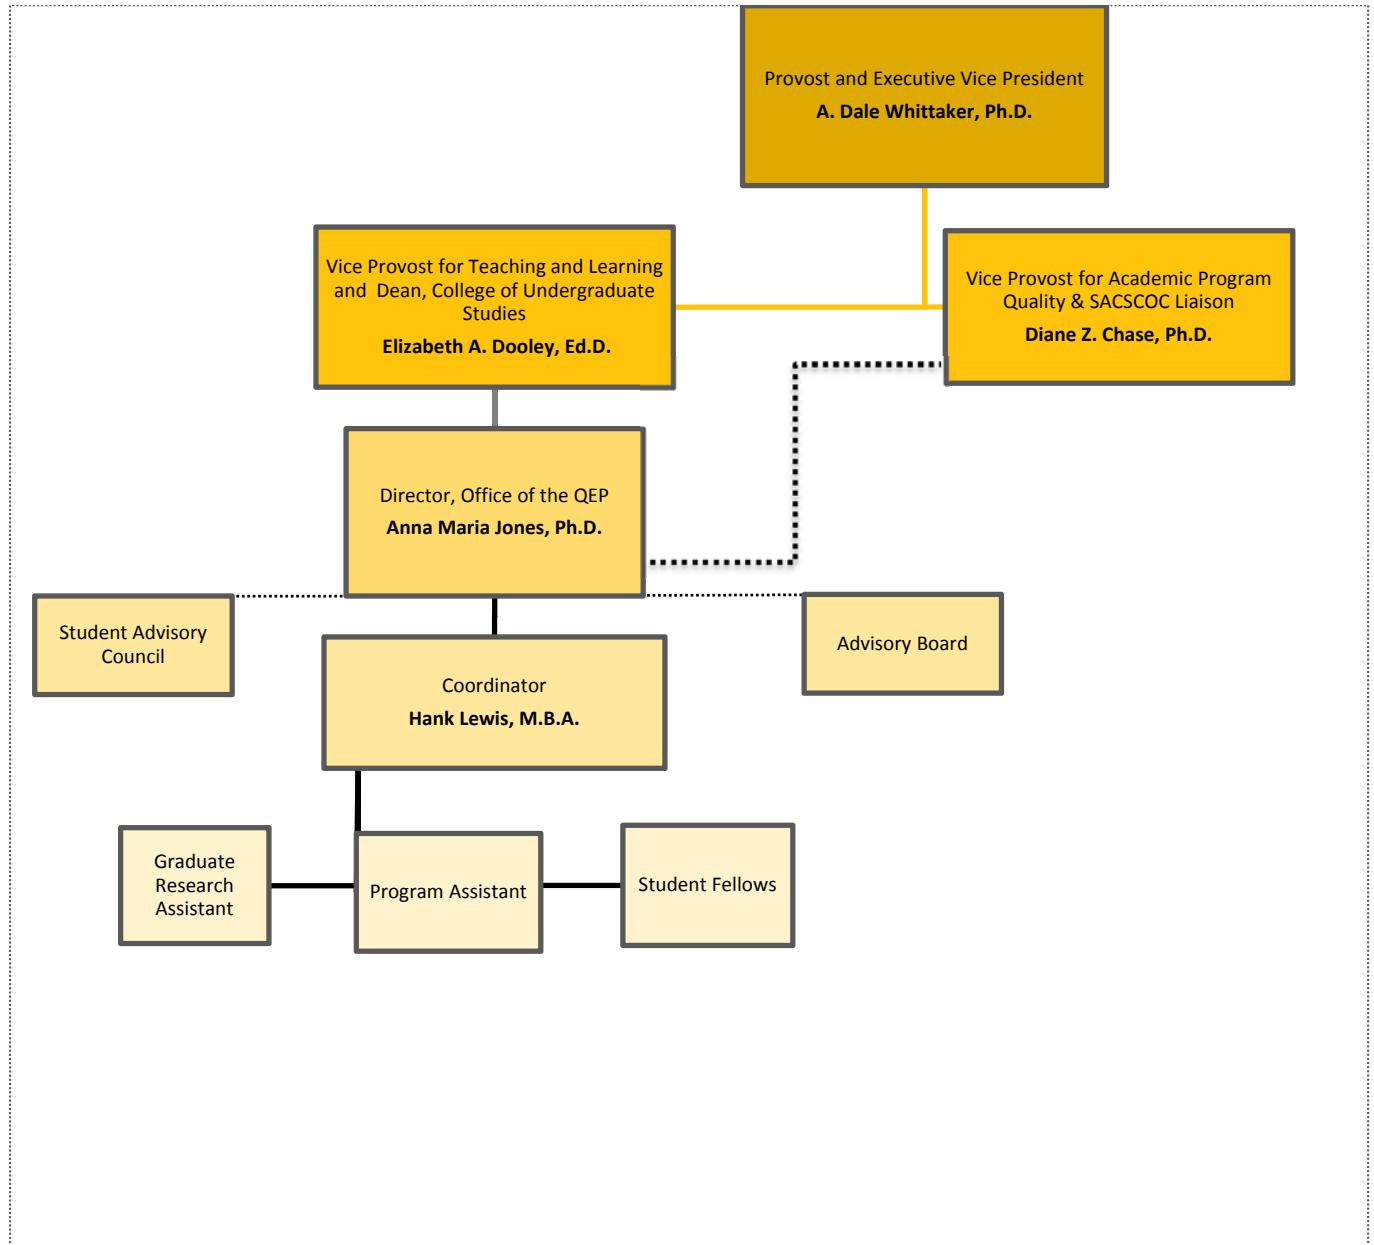 Provost and Executive Vice President
A. Dale Whittaker, Ph.D.
Vice Provost for Teaching and Learning
and Dean, College of Undergraduate
Studies
Elizabeth A. Dooley, Ed.D.
Vice Provost for Academic Program
Quality & SACSCOC Liaison
Diane Z. Chase, Ph.D.
Director, Office of the QEP
Anna Maria Jones, Ph.D.
Student Advisory
Council
Advisory Board
Coordinator
Hank Lewis, M.B.A.
Graduate
Research
Assistant
Program Assistant
Student Fellows